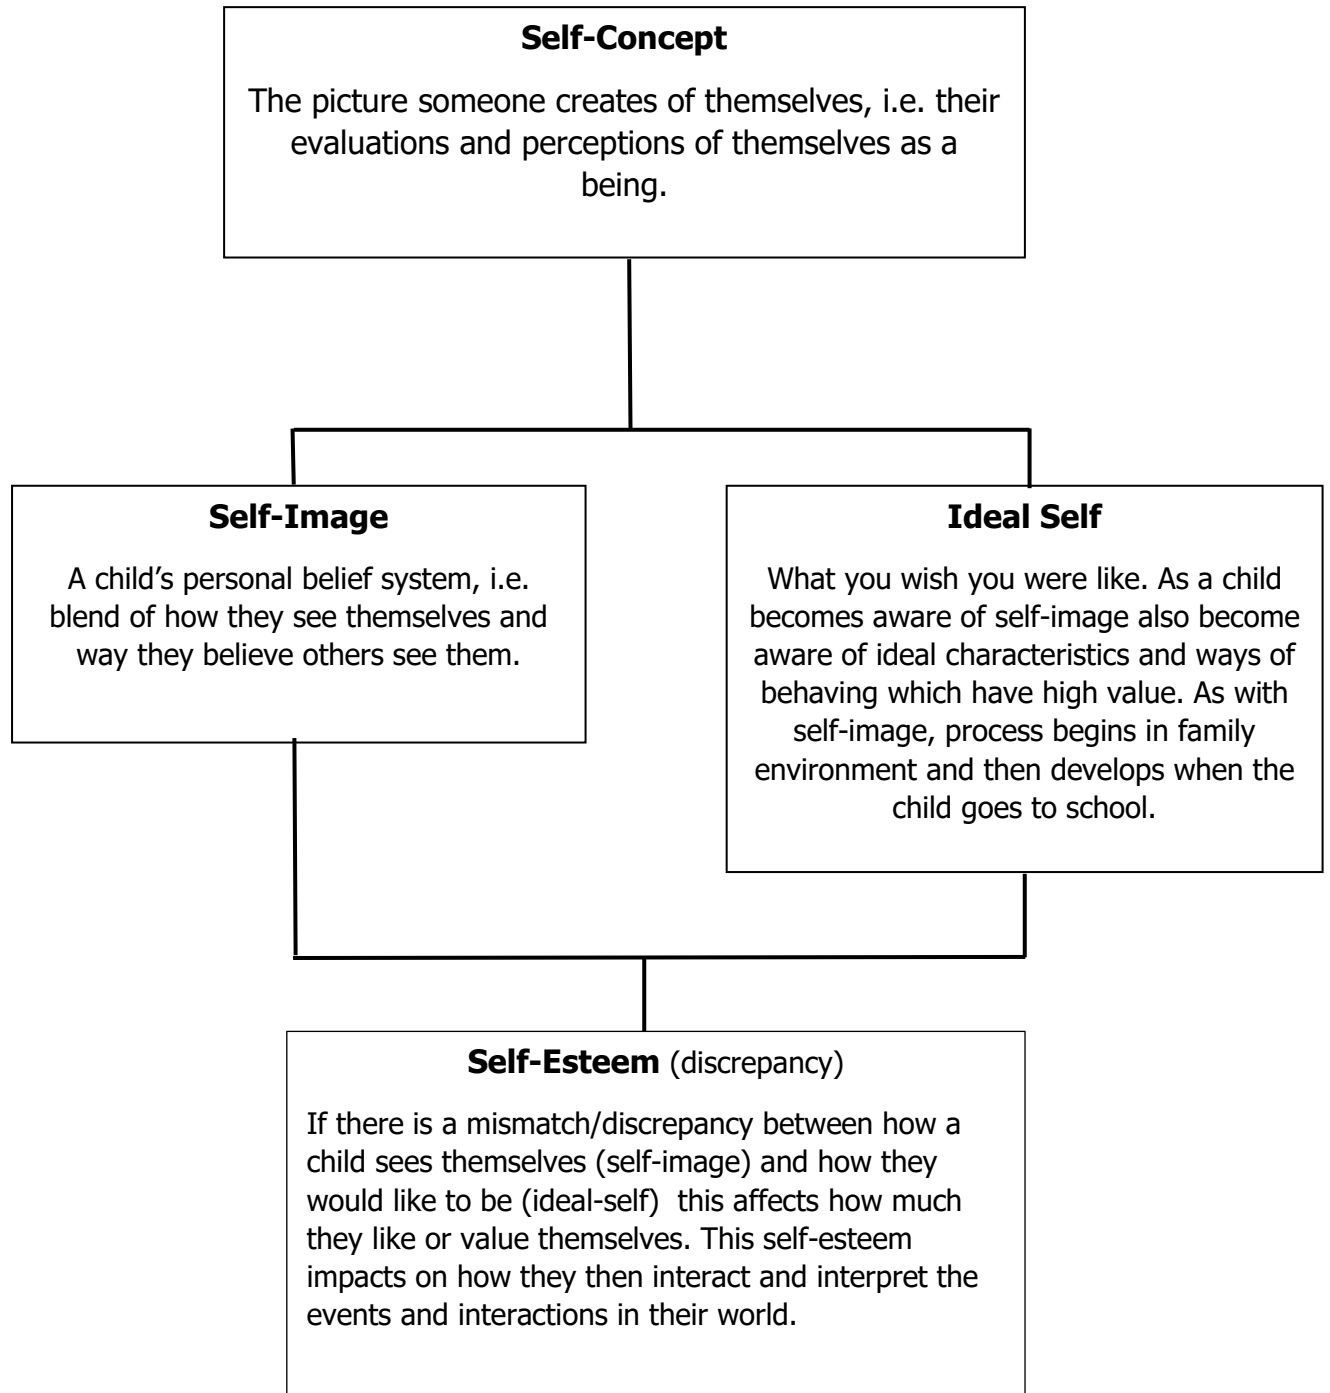 Self-Concept
The picture someone creates of themselves, i.e. their
evaluations and perceptions of themselves as a
being.
Self-Image
A child’s personal belief system, i.e.
blend of how they see themselves and
way they believe others see them.
Ideal Self
What you wish you were like. As a child
becomes aware of self-image also become
aware of ideal characteristics and ways of
behaving which have high value. As with
self-image, process begins in family
environment and then develops when the
child goes to school.
Self-Esteem (discrepancy)
If there is a mismatch/discrepancy between how a
child sees themselves (self-image) and how they
would like to be (ideal-self)  this affects how much
they like or value themselves. This self-esteem
impacts on how they then interact and interpret the
events and interactions in their world.